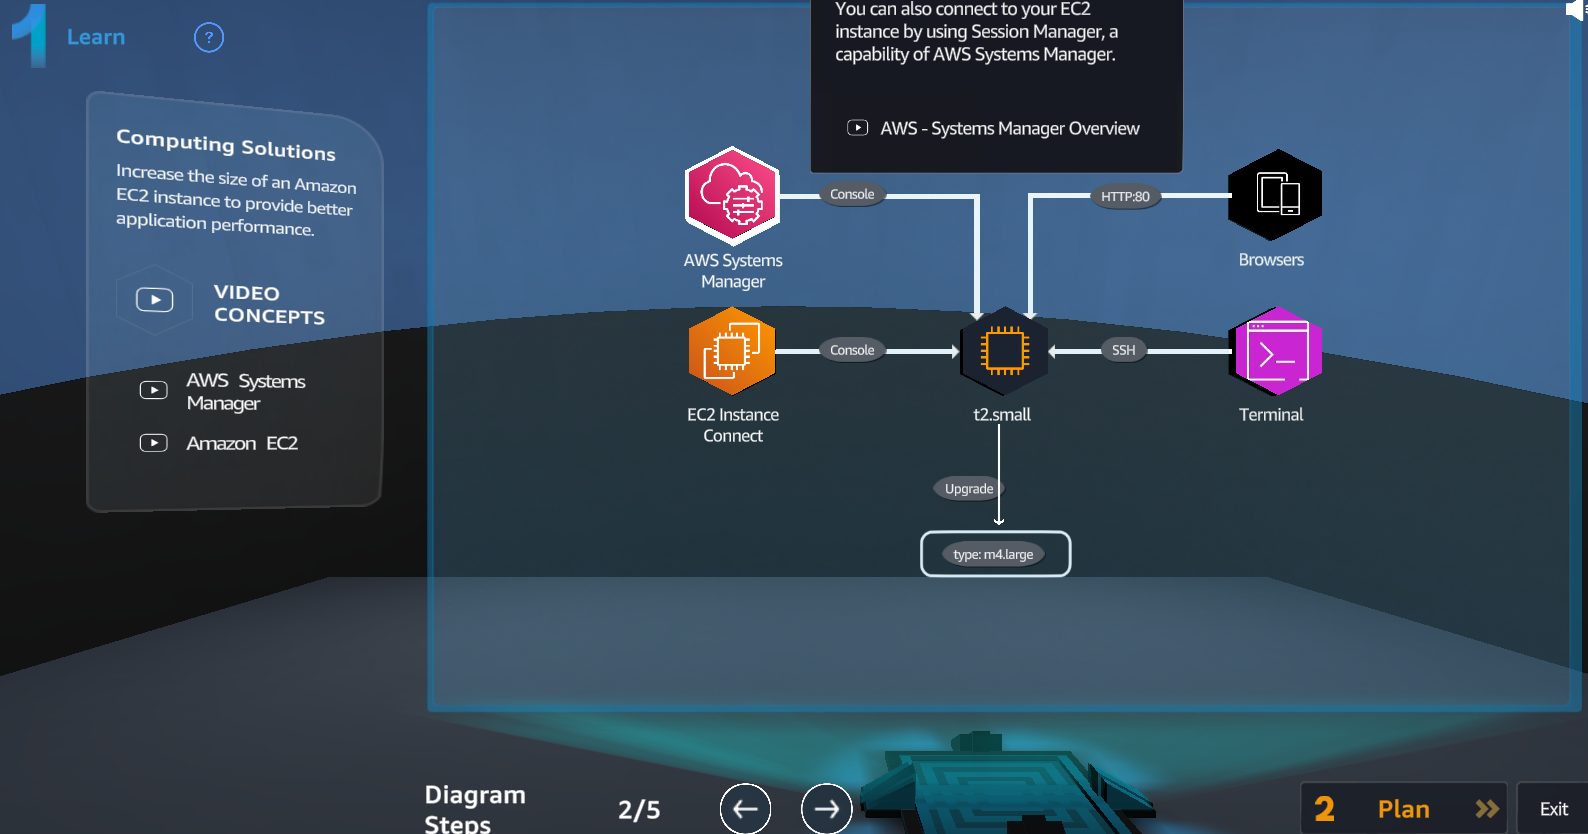 1 Learn ?
Computing Solutions
Increase the size of an Amazon
EC2 instance to provide better
application performance.
VIDEO
CONCEPTS
AWS Systems
Manager
Amazon EC2
You can also connect to your EC2
instance by using Session Manager, a
capability of AWS Systems Manager.
AWS - Systems Manager Overview
Console
HTTP:80
AWS Systems
Manager
Browsers
Console
SSH
EC2 Instance
Connect
t2.small
Terminal
Upgrade
type: m4.large
Diagram
Steps
2/5
2 Plan
Exit